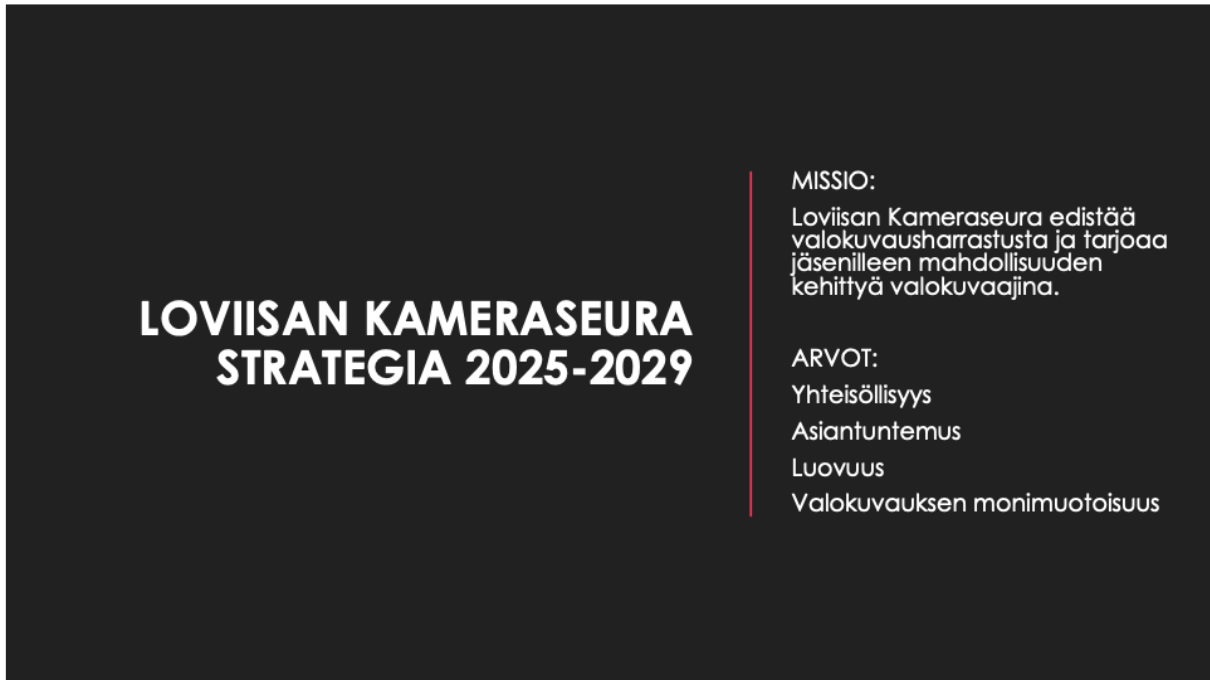 LOVIISAN KAMERASEURA
STRATEGIA 2025-2029
MISSIO:
Loviisan Kameraseura edistää
valokuvausharrastusta ja tarjoaa
jäsenilleen mahdollisuuden
kehittyä valokuvaajina.
ARVOT:
Yhteisöllisyys
Asiantuntemus
Luovuus
Valokuvauksen monimuotoisuus